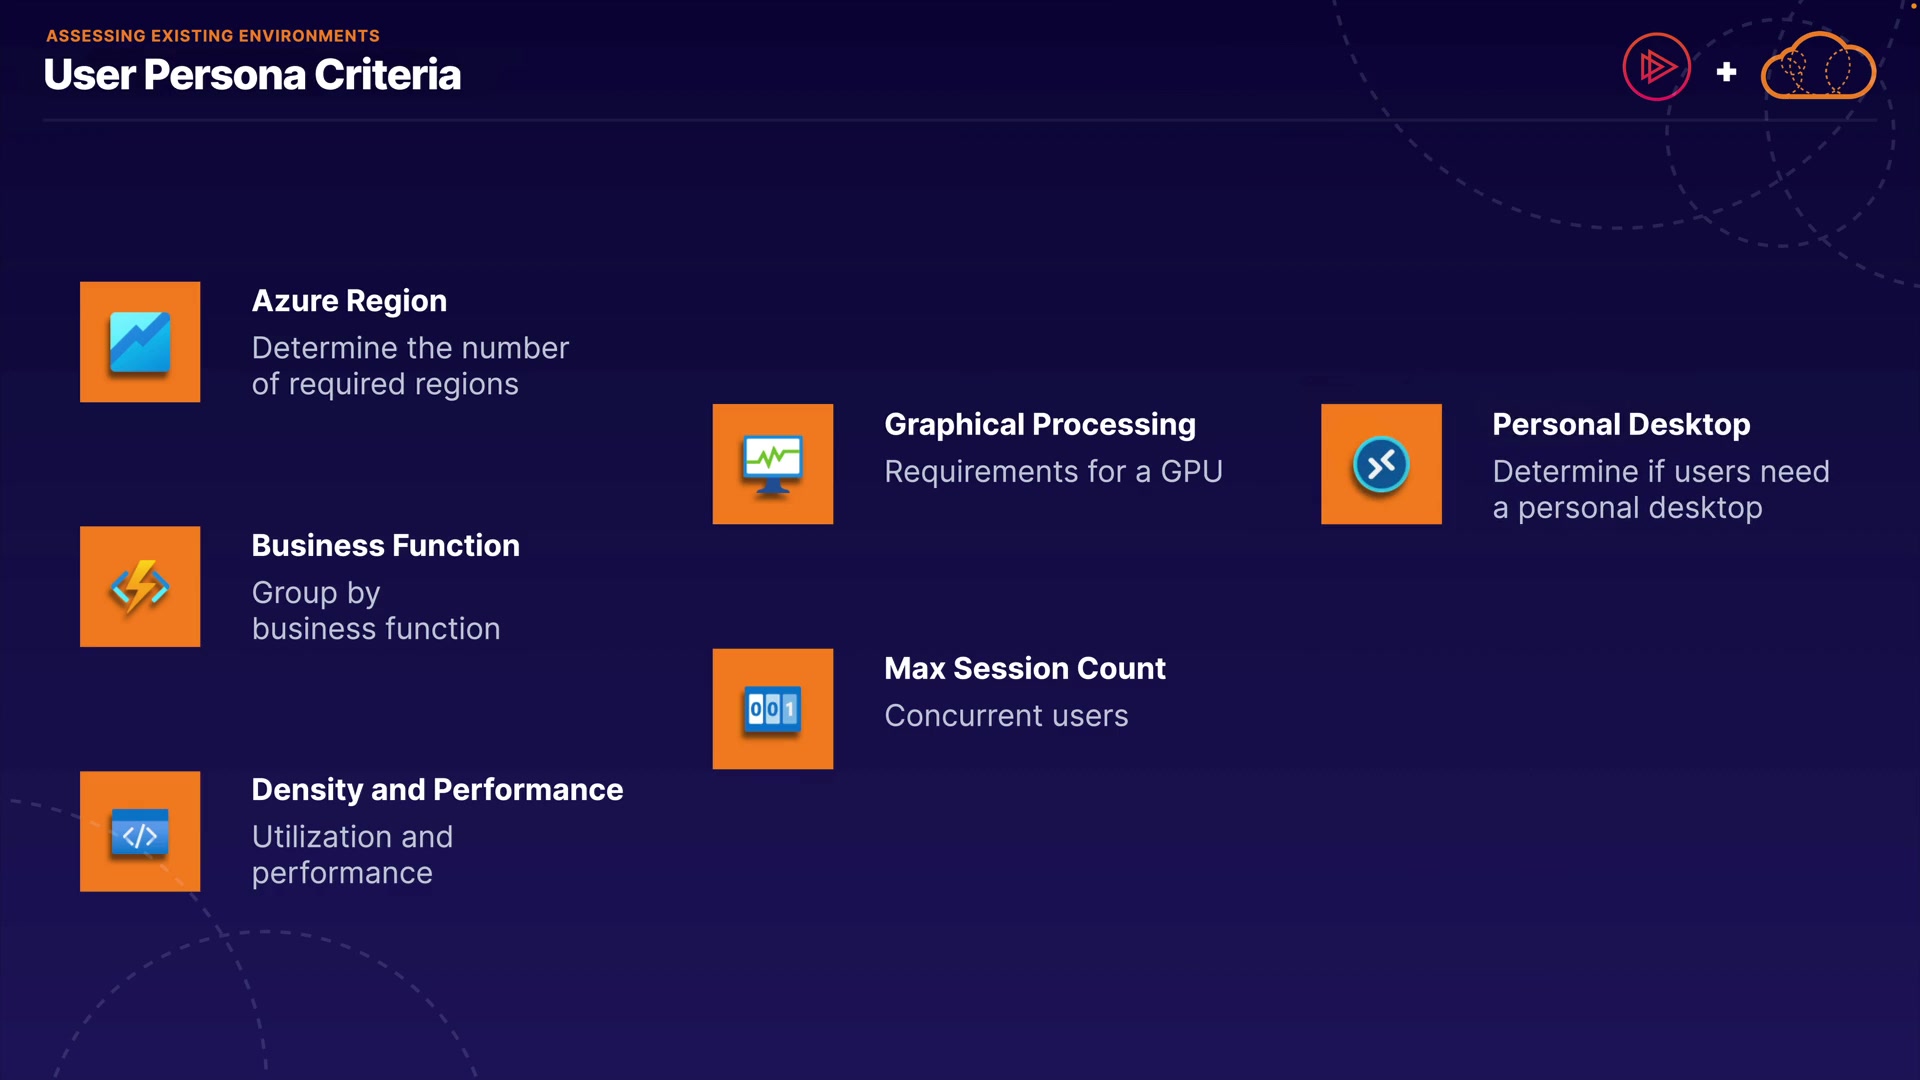 ASSESSING EXISTING ENVIRONMENTS
User Persona Criteria
Azure Region
Determine the number
of required regions
Business Function
Group by
business function
Density and Performance
Utilization and
performance
Graphical Processing
Requirements for a GPU
001
Max Session Count
Concurrent users
Personal Desktop
Determine if users need
a personal desktop